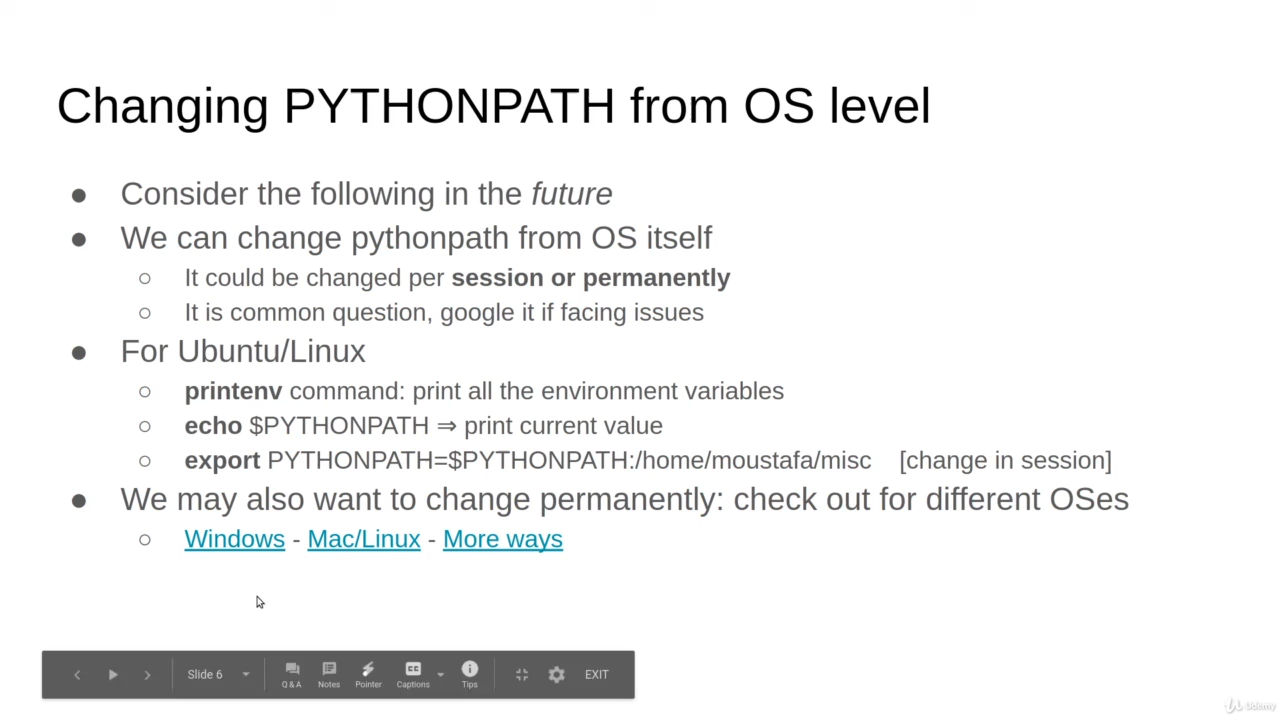 Changing PYTHONPATH from OS level
● Consider the following in the future
● We can change pythonpath from OS itself
○ It could be changed per session or permanently
○ It is common question, google it if facing issues
● For Ubuntu/Linux
○ printenv command: print all the environment variables
○ echo $PYTHONPATH ⇒ print current value
○ export PYTHONPATH=$PYTHONPATH:/home/moustafa/misc [change in session]
● We may also want to change permanently: check out for different OSes
○ Windows - Mac/Linux - More ways
Slide 6 Q & A Notes Pointer CC Captions Tips EXIT
Udemy